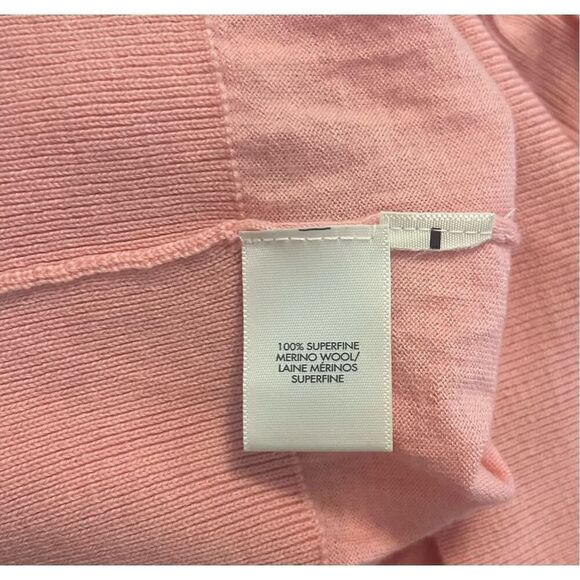 100% SUPERFINE
MERINO WOOL/
LAINE MÉRINOS
SUPERFINE